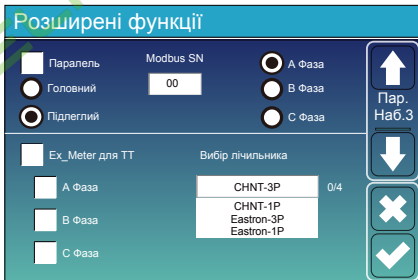 Розширені функції
Паралель
Modbus SN
А Фаза
Головний
00
В Фаза
Підлеглий
С Фаза
Пар.
Наб.3
Ex_Meter для ТТ
Вибір лічильника
А Фаза
CHNT-3P
0/4
CHNT-1P
В Фаза
Eastron-3P
Eastron-1P
С Фаза